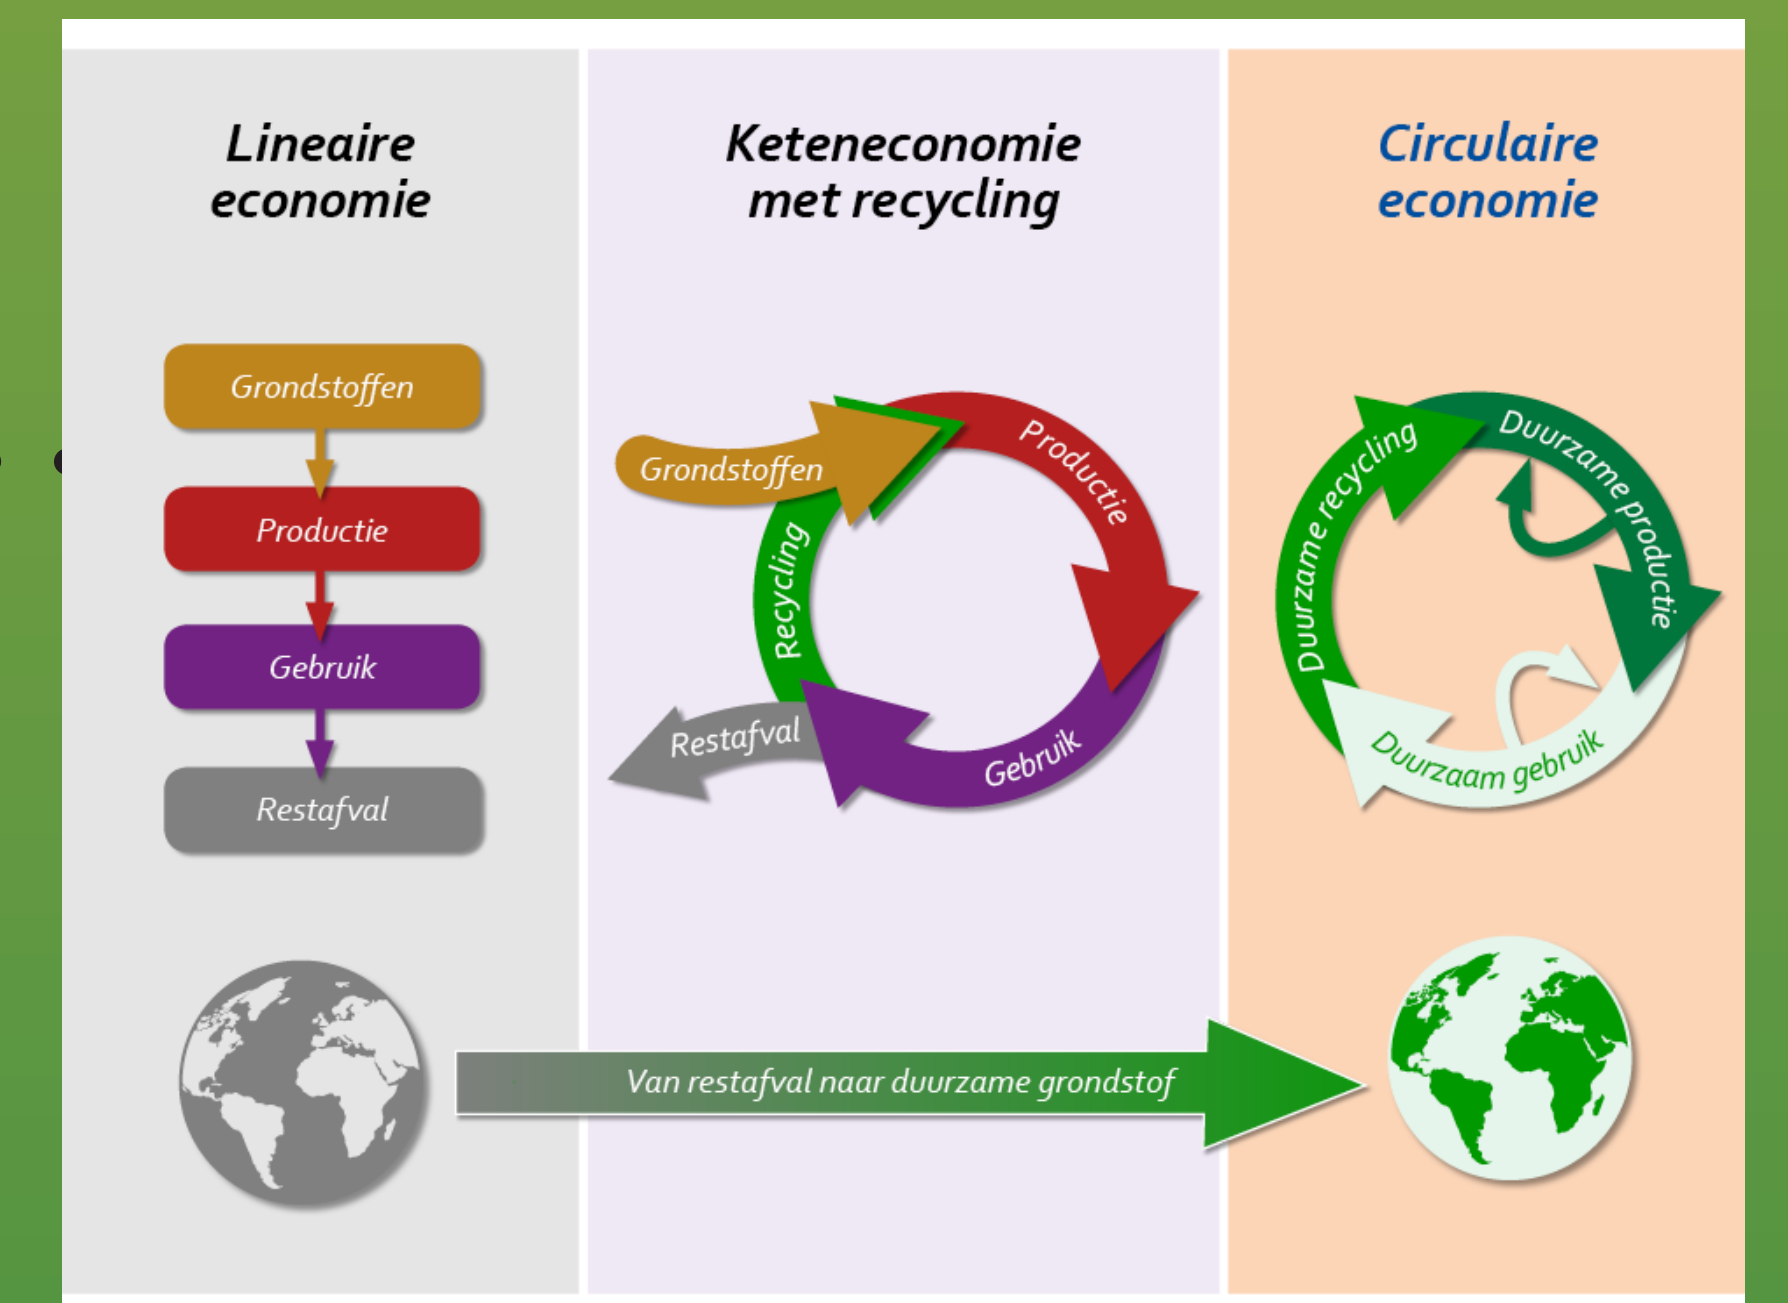 Lineaire
economie
Grondstoffen
Productie
Gebruik
Restafval
Keteneconomie
met recycling
Grondstoffen
Productie
Recycling
Restafval
Gebruik
Circulaire
economie
Duurzame recycling
Duurzame productie
Duurzaam gebruik
Van restafval naar duurzame grondstof